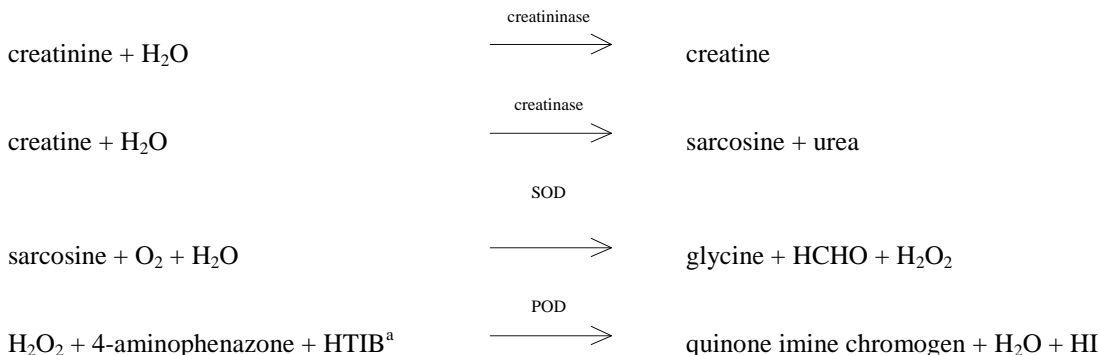 creatininase
creatinine + H₂O creatine
creatinase
creatine + H₂O sarcosine + urea
SOD
sarcosine + O₂ + H₂O glycine + HCHO + H₂O₂
POD
H₂O₂ + 4-aminophenazone + HTIBᵃ quinone imine chromogen + H₂O + HI